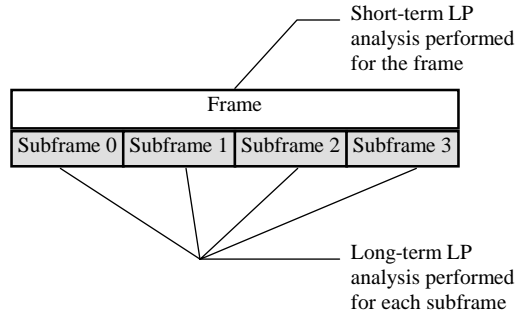 Short-term LP
analysis performed
for the frame
Frame
Subframe 0 Subframe 1 Subframe 2 Subframe 3
Long-term LP
analysis performed
for each subframe